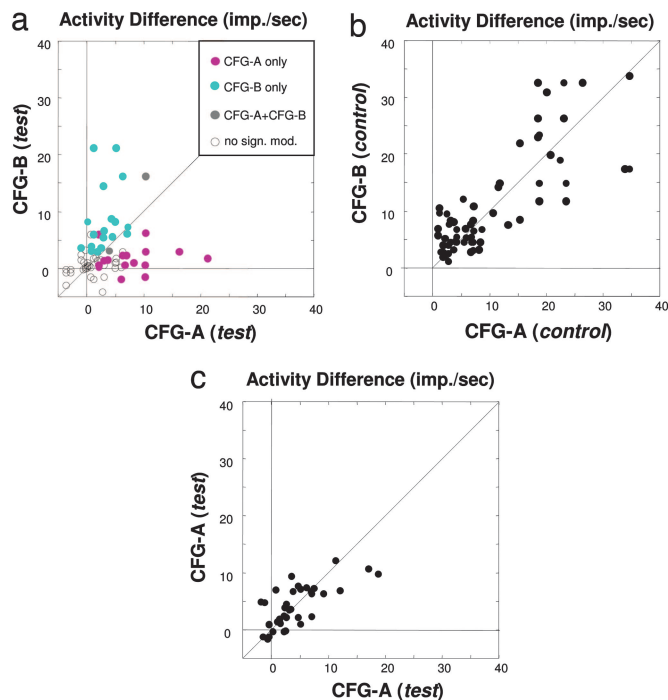 a
Activity Difference (imp./sec)
40
30
20
10
0
CFG-B (test)
CFG-A only
CFG-B only
CFG-A+CFG-B
no sign. mod.
0 10 20 30 40
CFG-A (test)
b
Activity Difference (imp./sec)
40
30
20
10
0
CFG-B (control)
0 10 20 30 40
CFG-A (control)
c
Activity Difference (imp./sec)
40
30
20
10
0
CFG-A (test)
0 10 20 30 40
CFG-A (test)